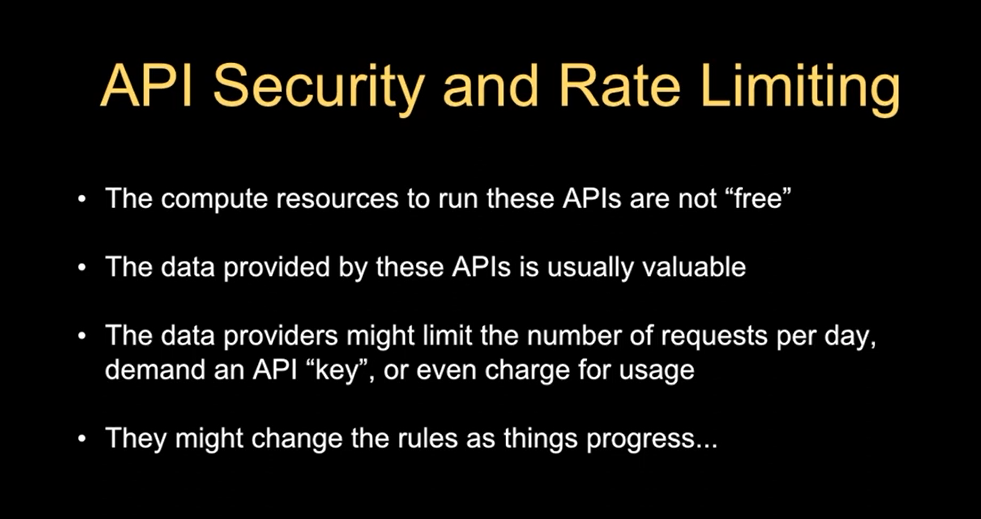 API Security and Rate Limiting
• The compute resources to run these APIs are not “free”
• The data provided by these APIs is usually valuable
• The data providers might limit the number of requests per day,
demand an API “key”, or even charge for usage
• They might change the rules as things progress...